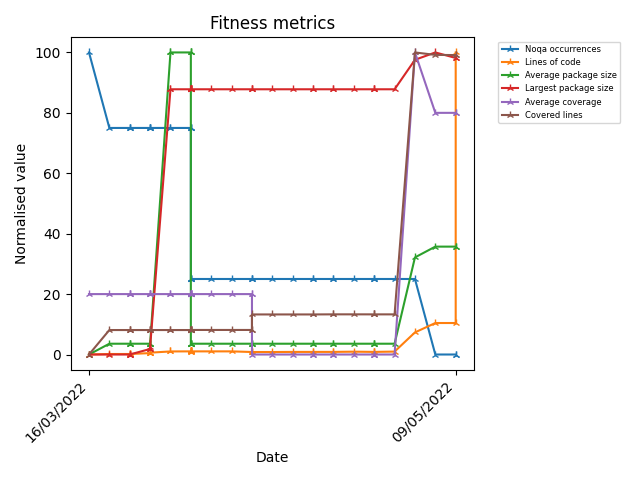 Fitness metrics
Normalised value
100
80
60
40
20
0
16/03/2022
09/05/2022
Date
Noqa occurrences
Lines of code
Average package size
Largest package size
Average coverage
Covered lines